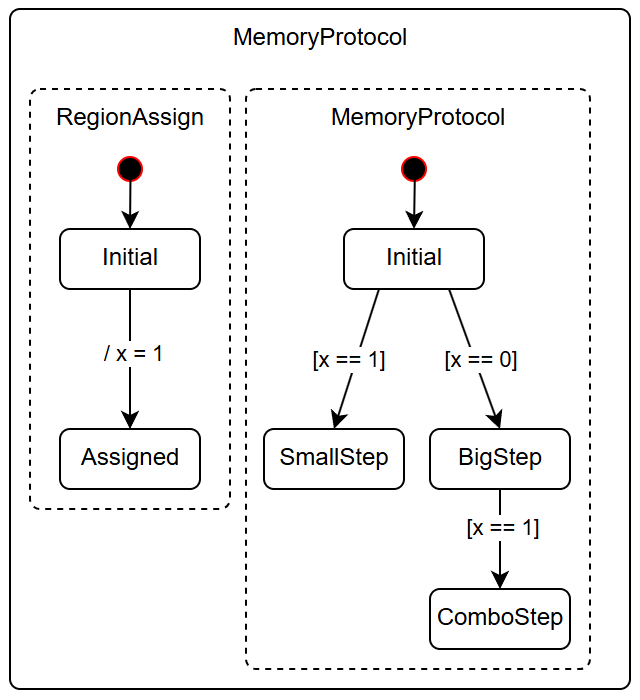 MemoryProtocol
RegionAssign
Initial
/ x = 1
Assigned
MemoryProtocol
Initial
[x == 1]
[x == 0]
SmallStep
BigStep
[x == 1]
ComboStep